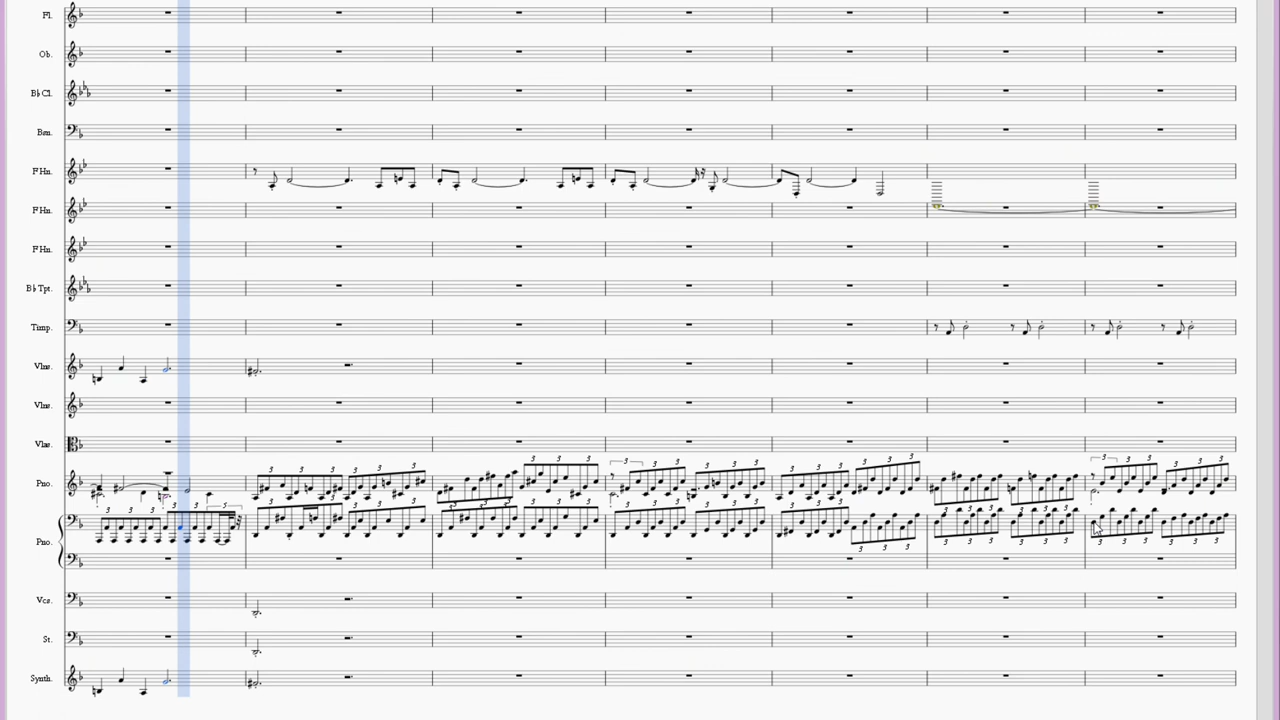 Fl.
Ob.
B♭ Cl.
Bsn.
F Hn.
F Hn.
F Hn.
B♭ Tpt.
Timp.
Vlns.
Vlns.
Vlas.
Pno.
Pno.
Vcs.
St.
Synth.